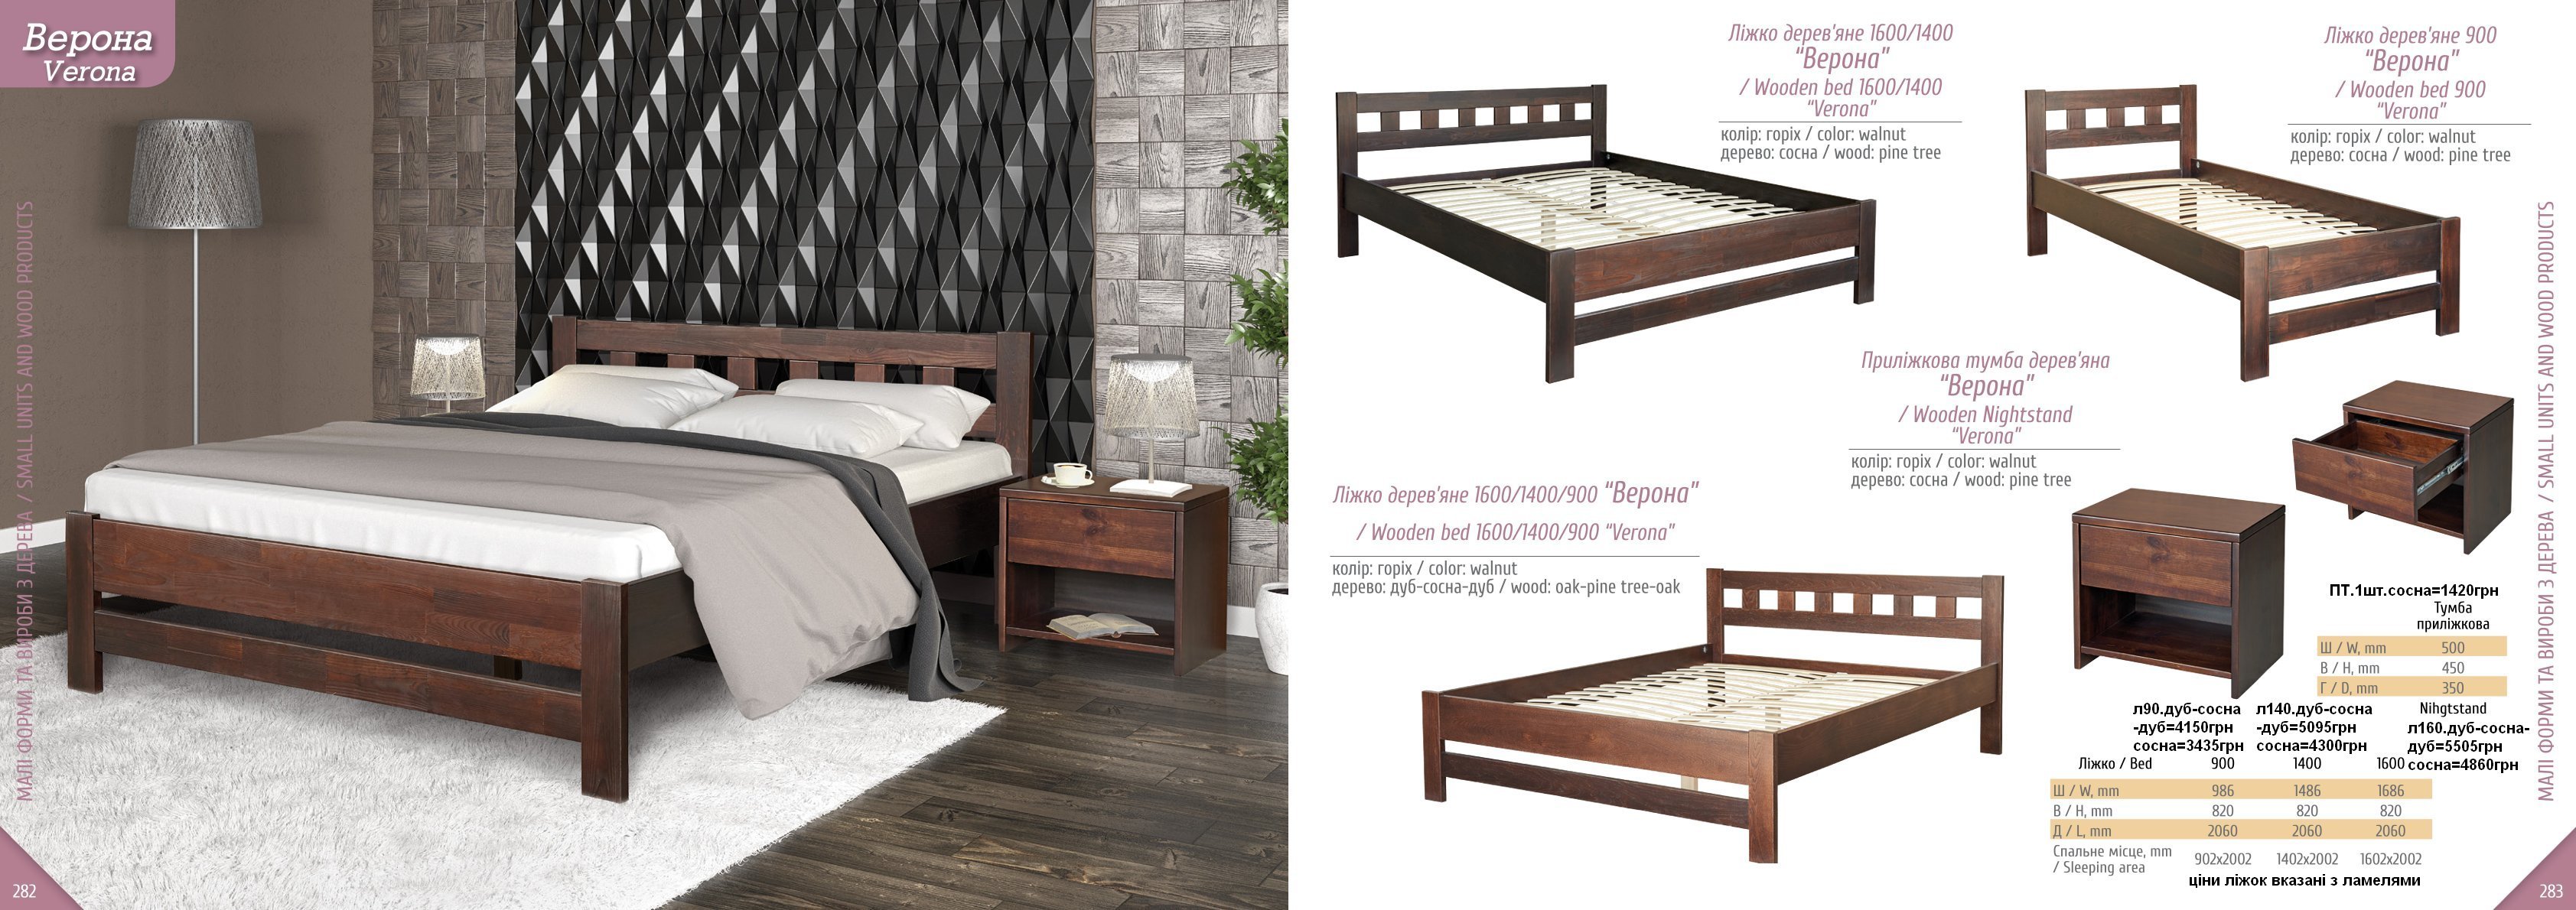 Верона
Verona
МАЛІ ФОРМИ ТА ВИРОБИ З ДЕРЕВА / SMALL UNITS AND WOOD PRODUCTS
282
Ліжко дерев'яне 1600/1400
“Верона”
/ Wooden bed 1600/1400
“Verona”
колір: горіх / color: walnut
дерево: сосна / wood: pine tree
Ліжко дерев'яне 900
“Верона”
/ Wooden bed 900
“Verona”
колір: горіх / color: walnut
дерево: сосна / wood: pine tree
Приліжкова тумба дерев'яна
“Верона”
/ Wooden Nightstand
“Verona”
колір: горіх / color: walnut
дерево: сосна / wood: pine tree
Ліжко дерев'яне 1600/1400/900 “Верона”
/ Wooden bed 1600/1400/900 “Verona”
колір: горіх / color: walnut
дерево: дуб-сосна-дуб / wood: oak-pine tree-oak
ПТ.1шт.сосна=1420грн
Тумба
приліжкова
Ш / W, mm 500
В / H, mm 450
Г / D, mm 350
Nihgtstand
л90.дуб-сосна
-дуб=4150грн
сосна=3435грн
л140.дуб-сосна
-дуб=5095грн
сосна=4300грн
л160.дуб-сосна-
дуб=5505грн
сосна=4860грн
Ліжко / Bed 900 1400 1600
Ш / W, mm 986 1486 1686
В / H, mm 820 820 820
Д / L, mm 2060 2060 2060
Спальне місце, mm
/ Sleeping area 902x2002 1402x2002 1602x2002
ціни ліжок вказані з ламелями
МАЛІ ФОРМИ ТА ВИРОБИ З ДЕРЕВА / SMALL UNITS AND WOOD PRODUCTS
283